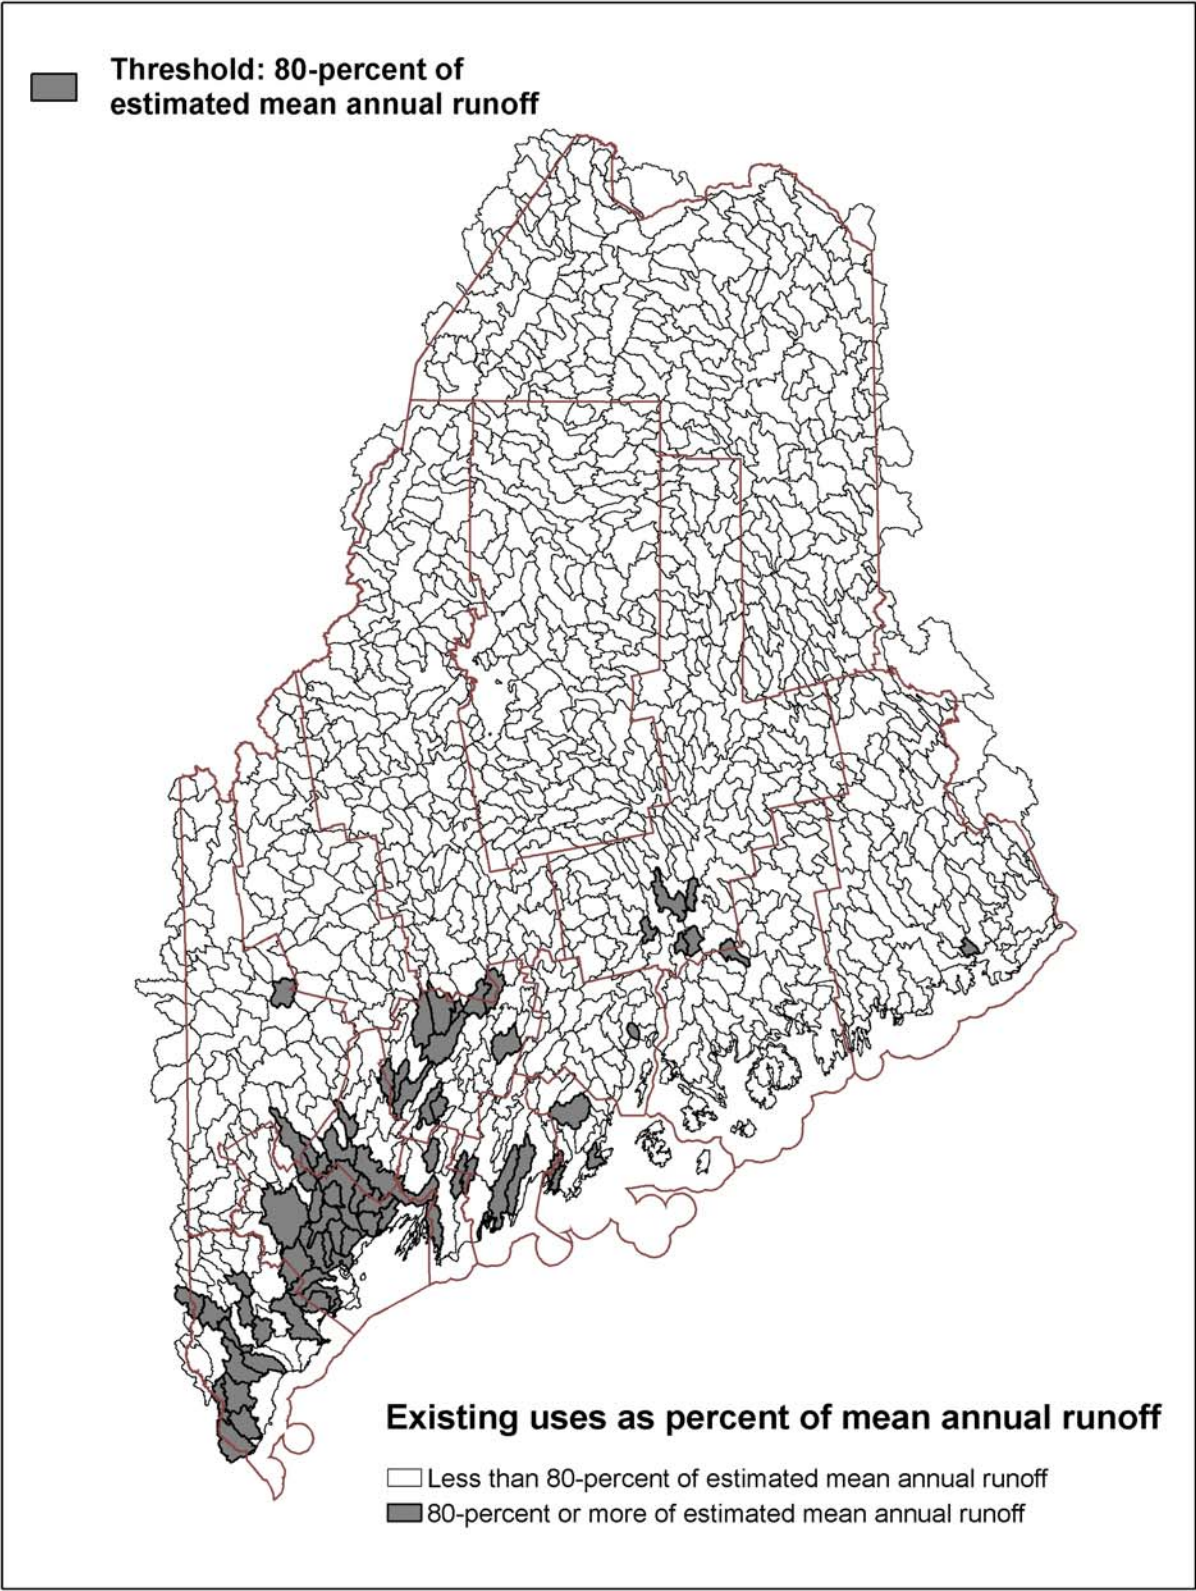 Threshold: 80-percent of
estimated mean annual runoff
Existing uses as percent of mean annual runoff
Less than 80-percent of estimated mean annual runoff
80-percent or more of estimated mean annual runoff